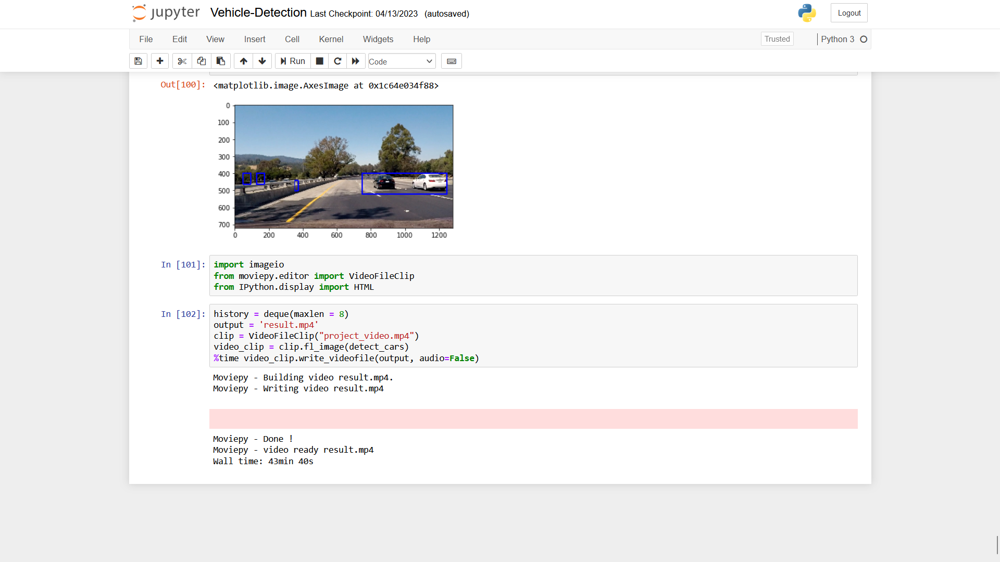 jupyter Vehicle-Detection Last Checkpoint: 04/13/2023 (autosaved) Logout
File Edit View Insert Cell Kernel Widgets Help Trusted Python 3
Run Code
Out[100]: <matplotlib.image.AxesImage at 0x1c64e034f88>
0
100
200
300
400
500
600
700
0 200 400 600 800 1000 1200
In [101]: import imageio
from moviepy.editor import VideoFileClip
from IPython.display import HTML
In [102]: history = deque(maxlen = 8)
output = 'result.mp4'
clip = VideoFileClip("project_video.mp4")
video_clip = clip.fl_image(detect_cars)
%time video_clip.write_videofile(output, audio=False)
Moviepy - Building video result.mp4.
Moviepy - Writing video result.mp4
Moviepy - Done !
Moviepy - video ready result.mp4
Wall time: 43min 40s